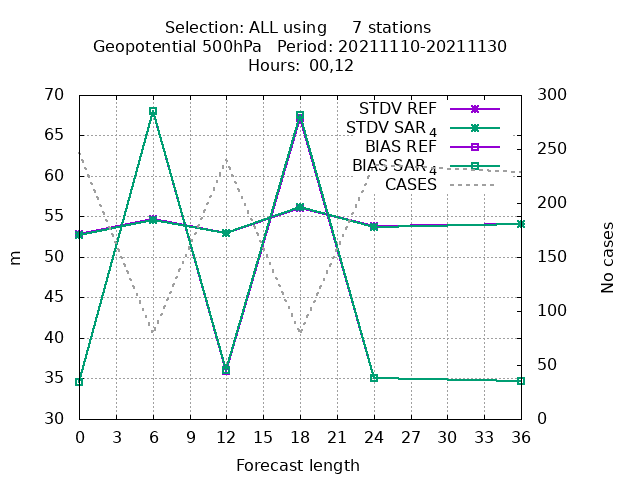 Selection: ALL using     7 stations
Geopotential 500hPa   Period: 20211110-20211130
Hours: 00,12
STDV REF
STDV SAR4
BIAS REF
BIAS SAR4
CASES
70
65
60
55
50
45
40
35
30
m
300
250
200
150
100
50
0
No cases
0 3 6 9 12 15 18 21 24 27 30 33 36
Forecast length